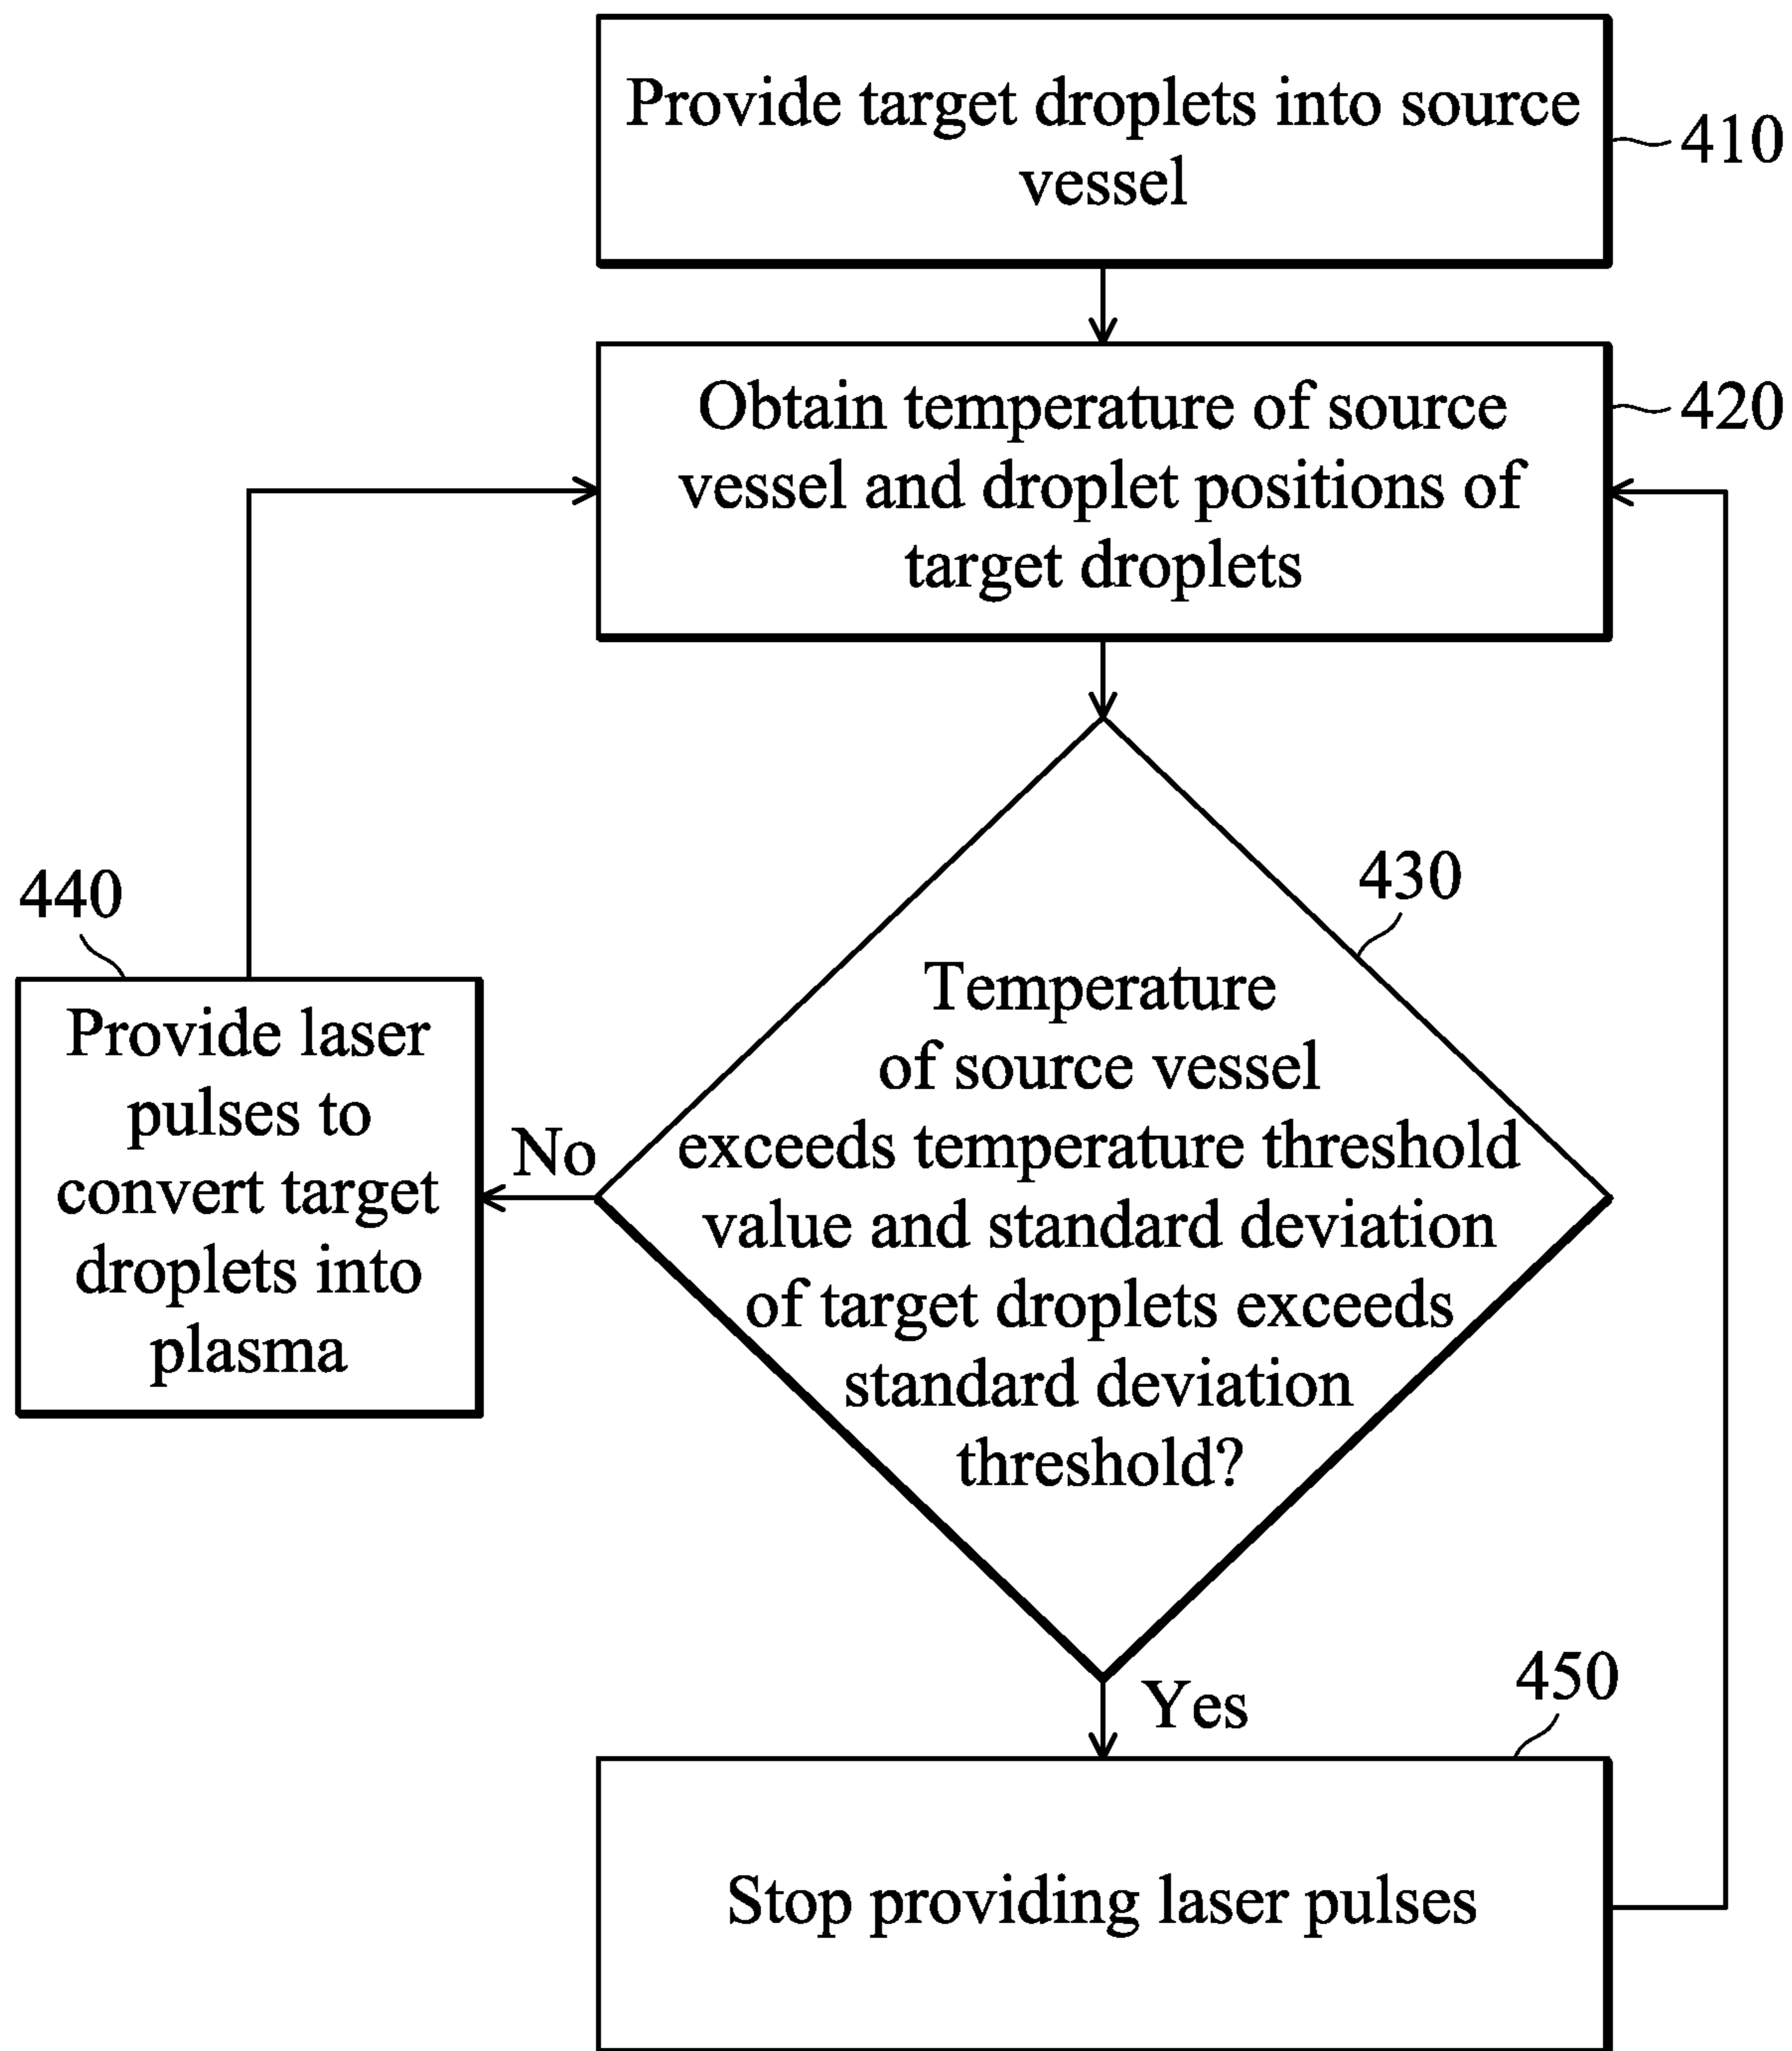 Provide target droplets into source
vessel
410
Obtain temperature of source
vessel and droplet positions of
target droplets
420
430
Temperature
of source vessel
exceeds temperature threshold
value and standard deviation
of target droplets exceeds
standard deviation
threshold?
No
440
Provide laser
pulses to
convert target
droplets into
plasma
Yes
450
Stop providing laser pulses